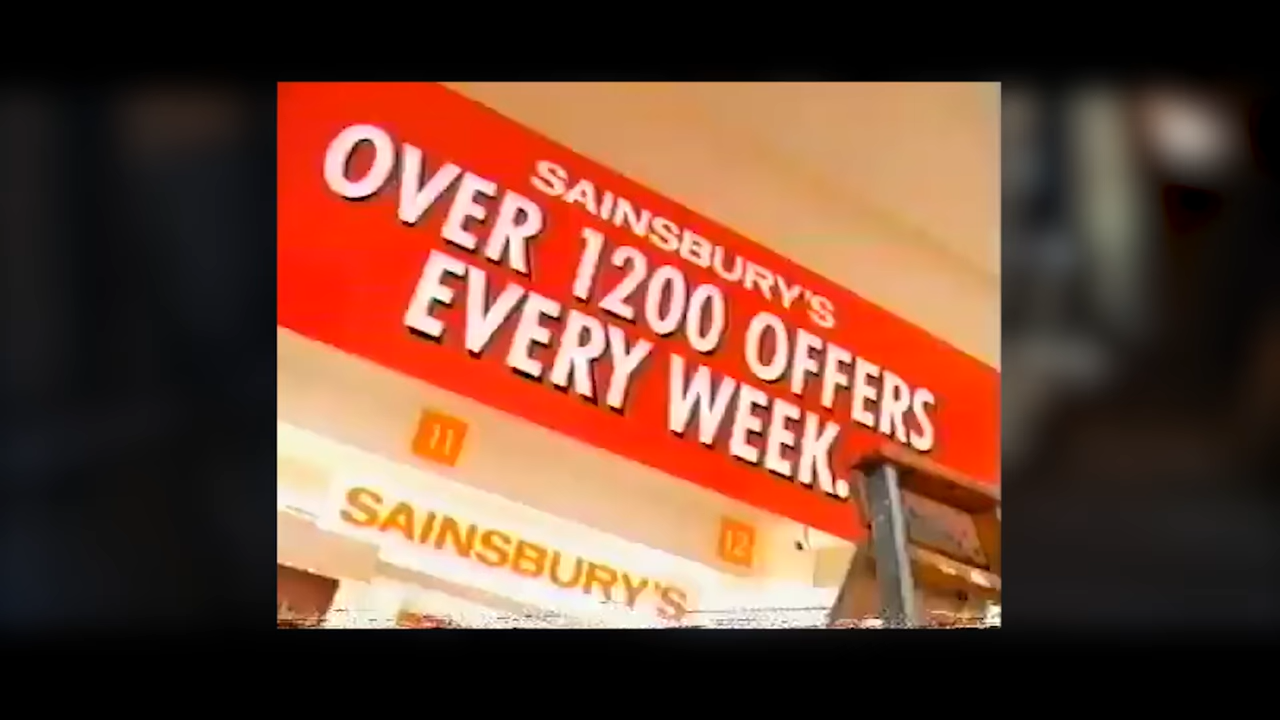 SAINSBURY'S
OVER 1200 OFFERS
EVERY WEEK.
11
12
SAINSBURY'S